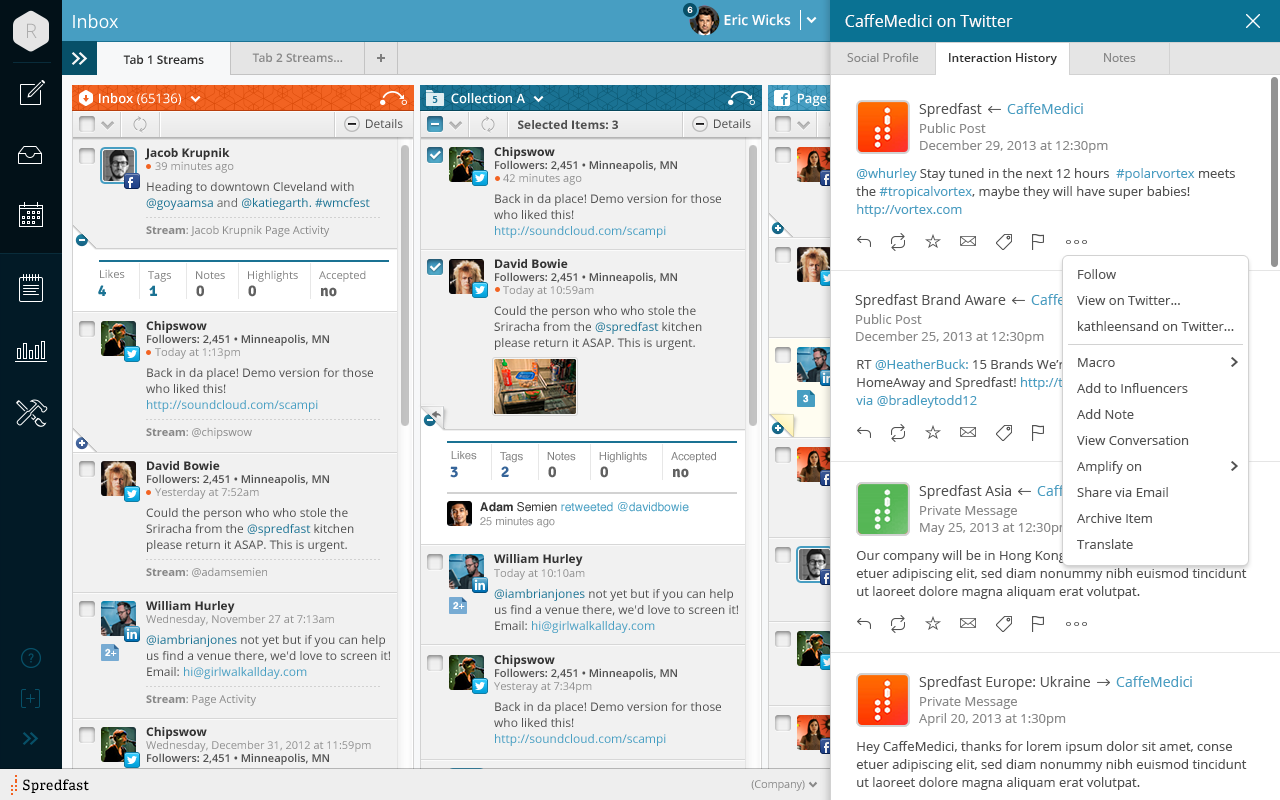 R
Inbox
6
Eric Wicks
Tab 1 Streams
Tab 2 Streams...
+
Inbox (65136)
Details
Jacob Krupnik
39 minutes ago
Heading to downtown Cleveland with
@goyaamsa and @katiegarth. #wmcfest
Stream: Jacob Krupnik Page Activity
Likes Tags Notes Highlights Accepted
4 1 0 0 no
Chipswow
Followers: 2,451 • Minneapolis, MN
Today at 1:13pm
Back in da place! Demo version for those
who liked this!
http://soundcloud.com/scampi
Stream: @chipswow
David Bowie
Followers: 2,451 • Minneapolis, MN
Yesterday at 7:52am
Could the person who who stole the
Sriracha from the @spredfast kitchen
please return it ASAP. This is urgent.
Stream: @adamsemien
William Hurley
Wednesday, November 27 at 7:13am
2+
@iambrianjones not yet but if you can help
us find a venue there, we'd love to screen it!
Email: hi@girlwalkallday.com
Stream: Page Activity
Chipswow
Wednesday, December 31, 2012 at 11:59pm
Followers: 2,451 • Minneapolis, MN
5
Collection A
Selected Items: 3
Details
Chipswow
Followers: 2,451 • Minneapolis, MN
42 minutes ago
Back in da place! Demo version for those
who liked this!
http://soundcloud.com/scampi
David Bowie
Followers: 2,451 • Minneapolis, MN
Today at 10:59am
Could the person who who stole the
Sriracha from the @spredfast kitchen
please return it ASAP. This is urgent.
Likes Tags Notes Highlights Accepted
3 2 0 0 no
Adam Semien retweeted @davidbowie
25 minutes ago
William Hurley
Today at 10:10am
2+
@iambrianjones not yet but if you can help
us find a venue there, we'd love to screen it!
Email: hi@girlwalkallday.com
Chipswow
Followers: 2,451 • Minneapolis, MN
Yesteray at 7:34pm
Back in da place! Demo version for those
who liked this!
http://soundcloud.com/scampi
Page
3
CaffeMedici on Twitter
Social Profile
Interaction History
Notes
Spredfast ← CaffeMedici
Public Post
December 29, 2013 at 12:30pm
@whurley Stay tuned in the next 12 hours #polarvortex meets
the #tropicalvortex, maybe they will have super babies!
http://vortex.com
Spredfast Brand Aware ← Caffe
Public Post
December 25, 2013 at 12:30pm
RT @HeatherBuck: 15 Brands We'r
HomeAway and Spredfast! http://t
via @bradleytodd12
Spredfast Asia ← Caff
Private Message
May 25, 2013 at 12:30pm
Our company will be in Hong Kong
etuer adipiscing elit, sed diam nonummy nibh euismod tincidunt
ut laoreet dolore magna aliquam erat volutpat.
Spredfast Europe: Ukraine → CaffeMedici
Private Message
April 20, 2013 at 1:30pm
Hey CaffeMedici, thanks for lorem ipsum dolor sit amet, conse
etuer adipiscing elit, sed diam nonummy nibh euismod tincidunt
ut laoreet dolore magna aliquam erat volutpat.
Follow
View on Twitter...
kathleensand on Twitter...
Macro
Add to Influencers
Add Note
View Conversation
Amplify on
Share via Email
Archive Item
Translate
Spredfast
(Company)